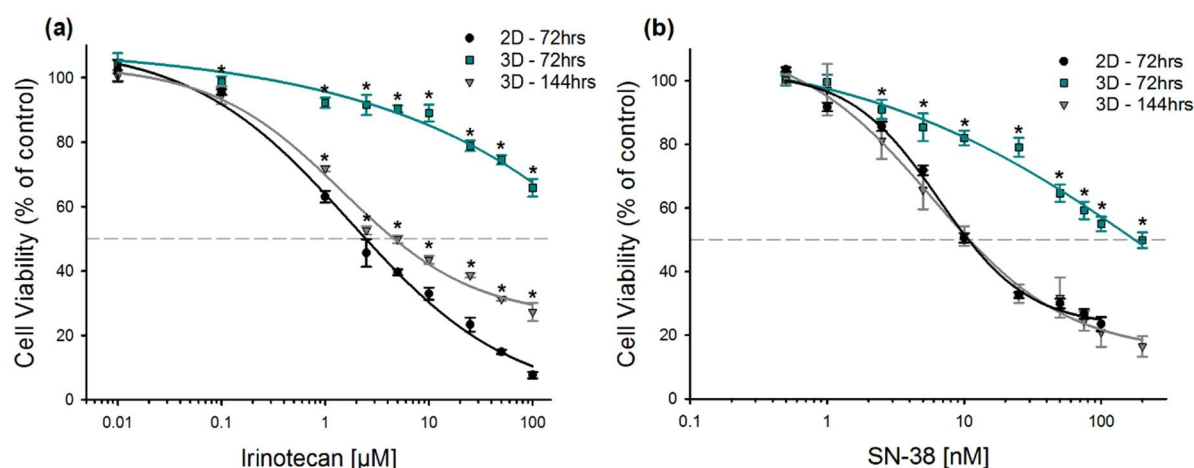 (a)
2D - 72hrs
3D - 72hrs
3D - 144hrs
Cell Viability (% of control)
100
80
60
40
20
0
* * * * * * * *
* * * * * * *
0.01 0.1 1 10 100
Irinotecan [µM]
(b)
2D - 72hrs
3D - 72hrs
3D - 144hrs
Cell Viability (% of control)
100
80
60
40
20
0
* * * * * * * *
0.1 1 10 100
SN-38 [nM]